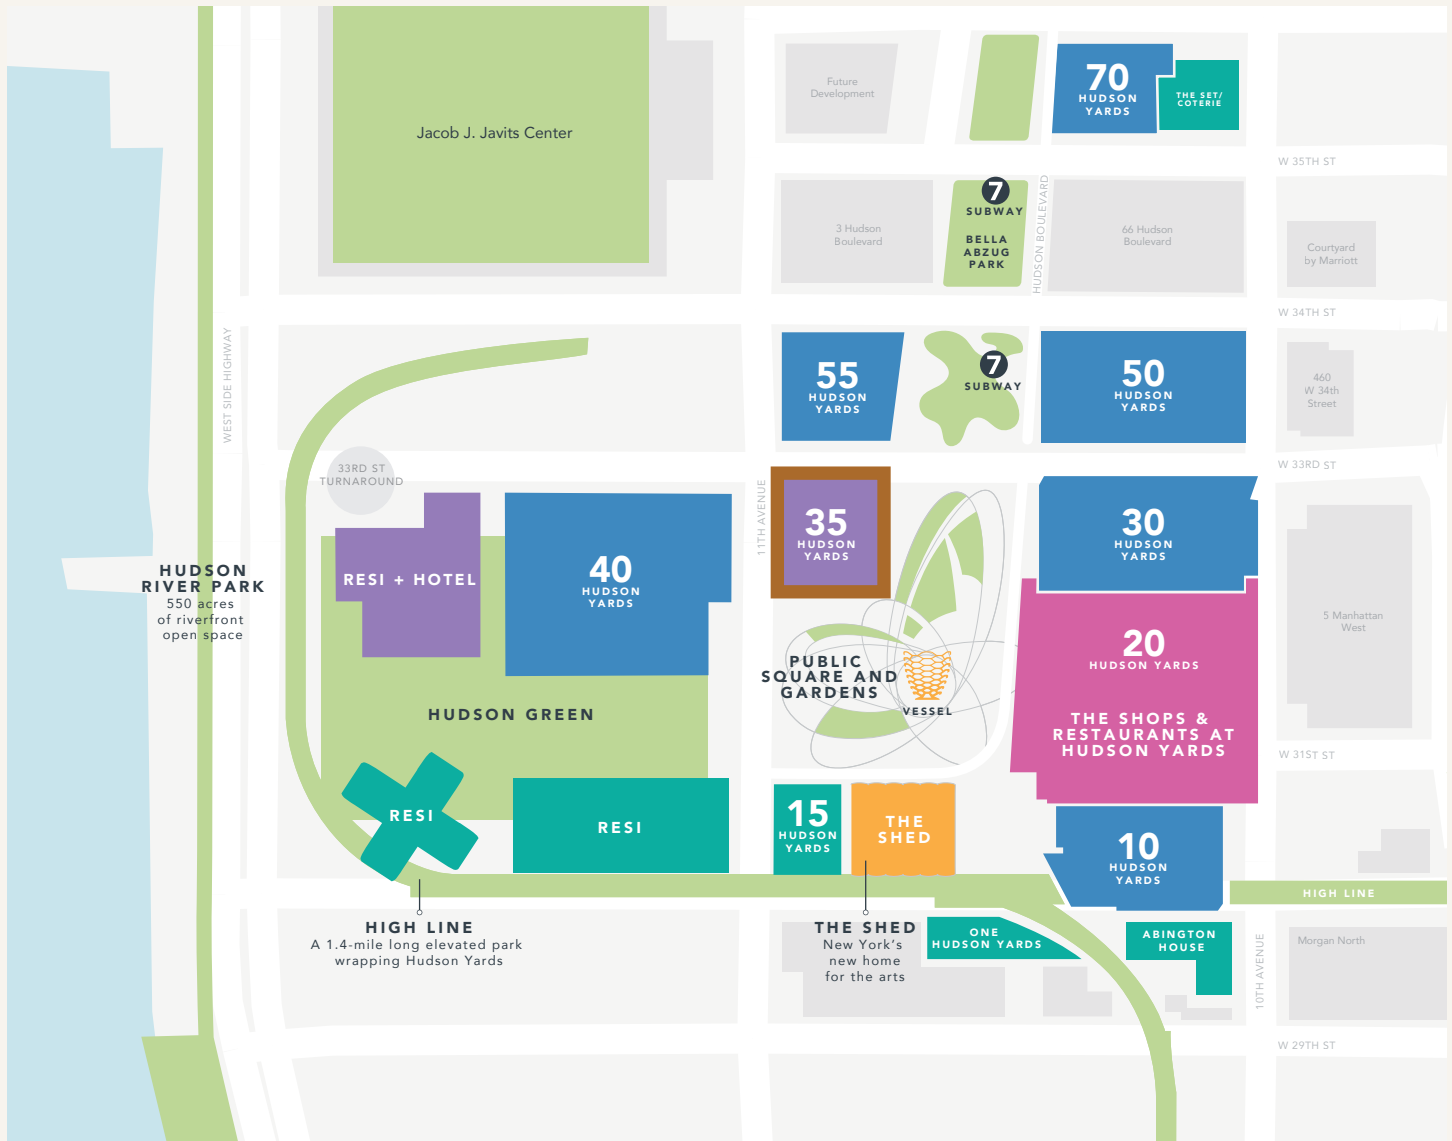 Future
Development
70
HUDSON
YARDS
THE SET/
COTERIE
Jacob J. Javits Center
W 35TH ST
7
SUBWAY
BELLA
ABZUG
PARK
HUDSON BOULEVARD
3 Hudson
Boulevard
66 Hudson
Boulevard
Courtyard
by Marriott
W 34TH ST
WEST SIDE HIGHWAY
55
HUDSON
YARDS
7
SUBWAY
50
HUDSON
YARDS
460
W 34th
Street
33RD ST
TURNAROUND
W 33RD ST
11TH AVENUE
35
HUDSON
YARDS
30
HUDSON
YARDS
HUDSON
RIVER PARK
550 acres
of riverfront
open space
RESI + HOTEL
40
HUDSON
YARDS
5 Manhattan
West
20
HUDSON YARDS
PUBLIC
SQUARE AND
GARDENS
VESSEL
HUDSON GREEN
THE SHOPS &
RESTAURANTS AT
HUDSON YARDS
W 31ST ST
RESI
RESI
15
HUDSON
YARDS
THE
SHED
10
HUDSON
YARDS
HIGH LINE
HIGH LINE
A 1.4-mile long elevated park
wrapping Hudson Yards
THE SHED
New York's
new home
for the arts
ONE
HUDSON YARDS
ABINGTON
HOUSE
10TH AVENUE
Morgan North
W 29TH ST